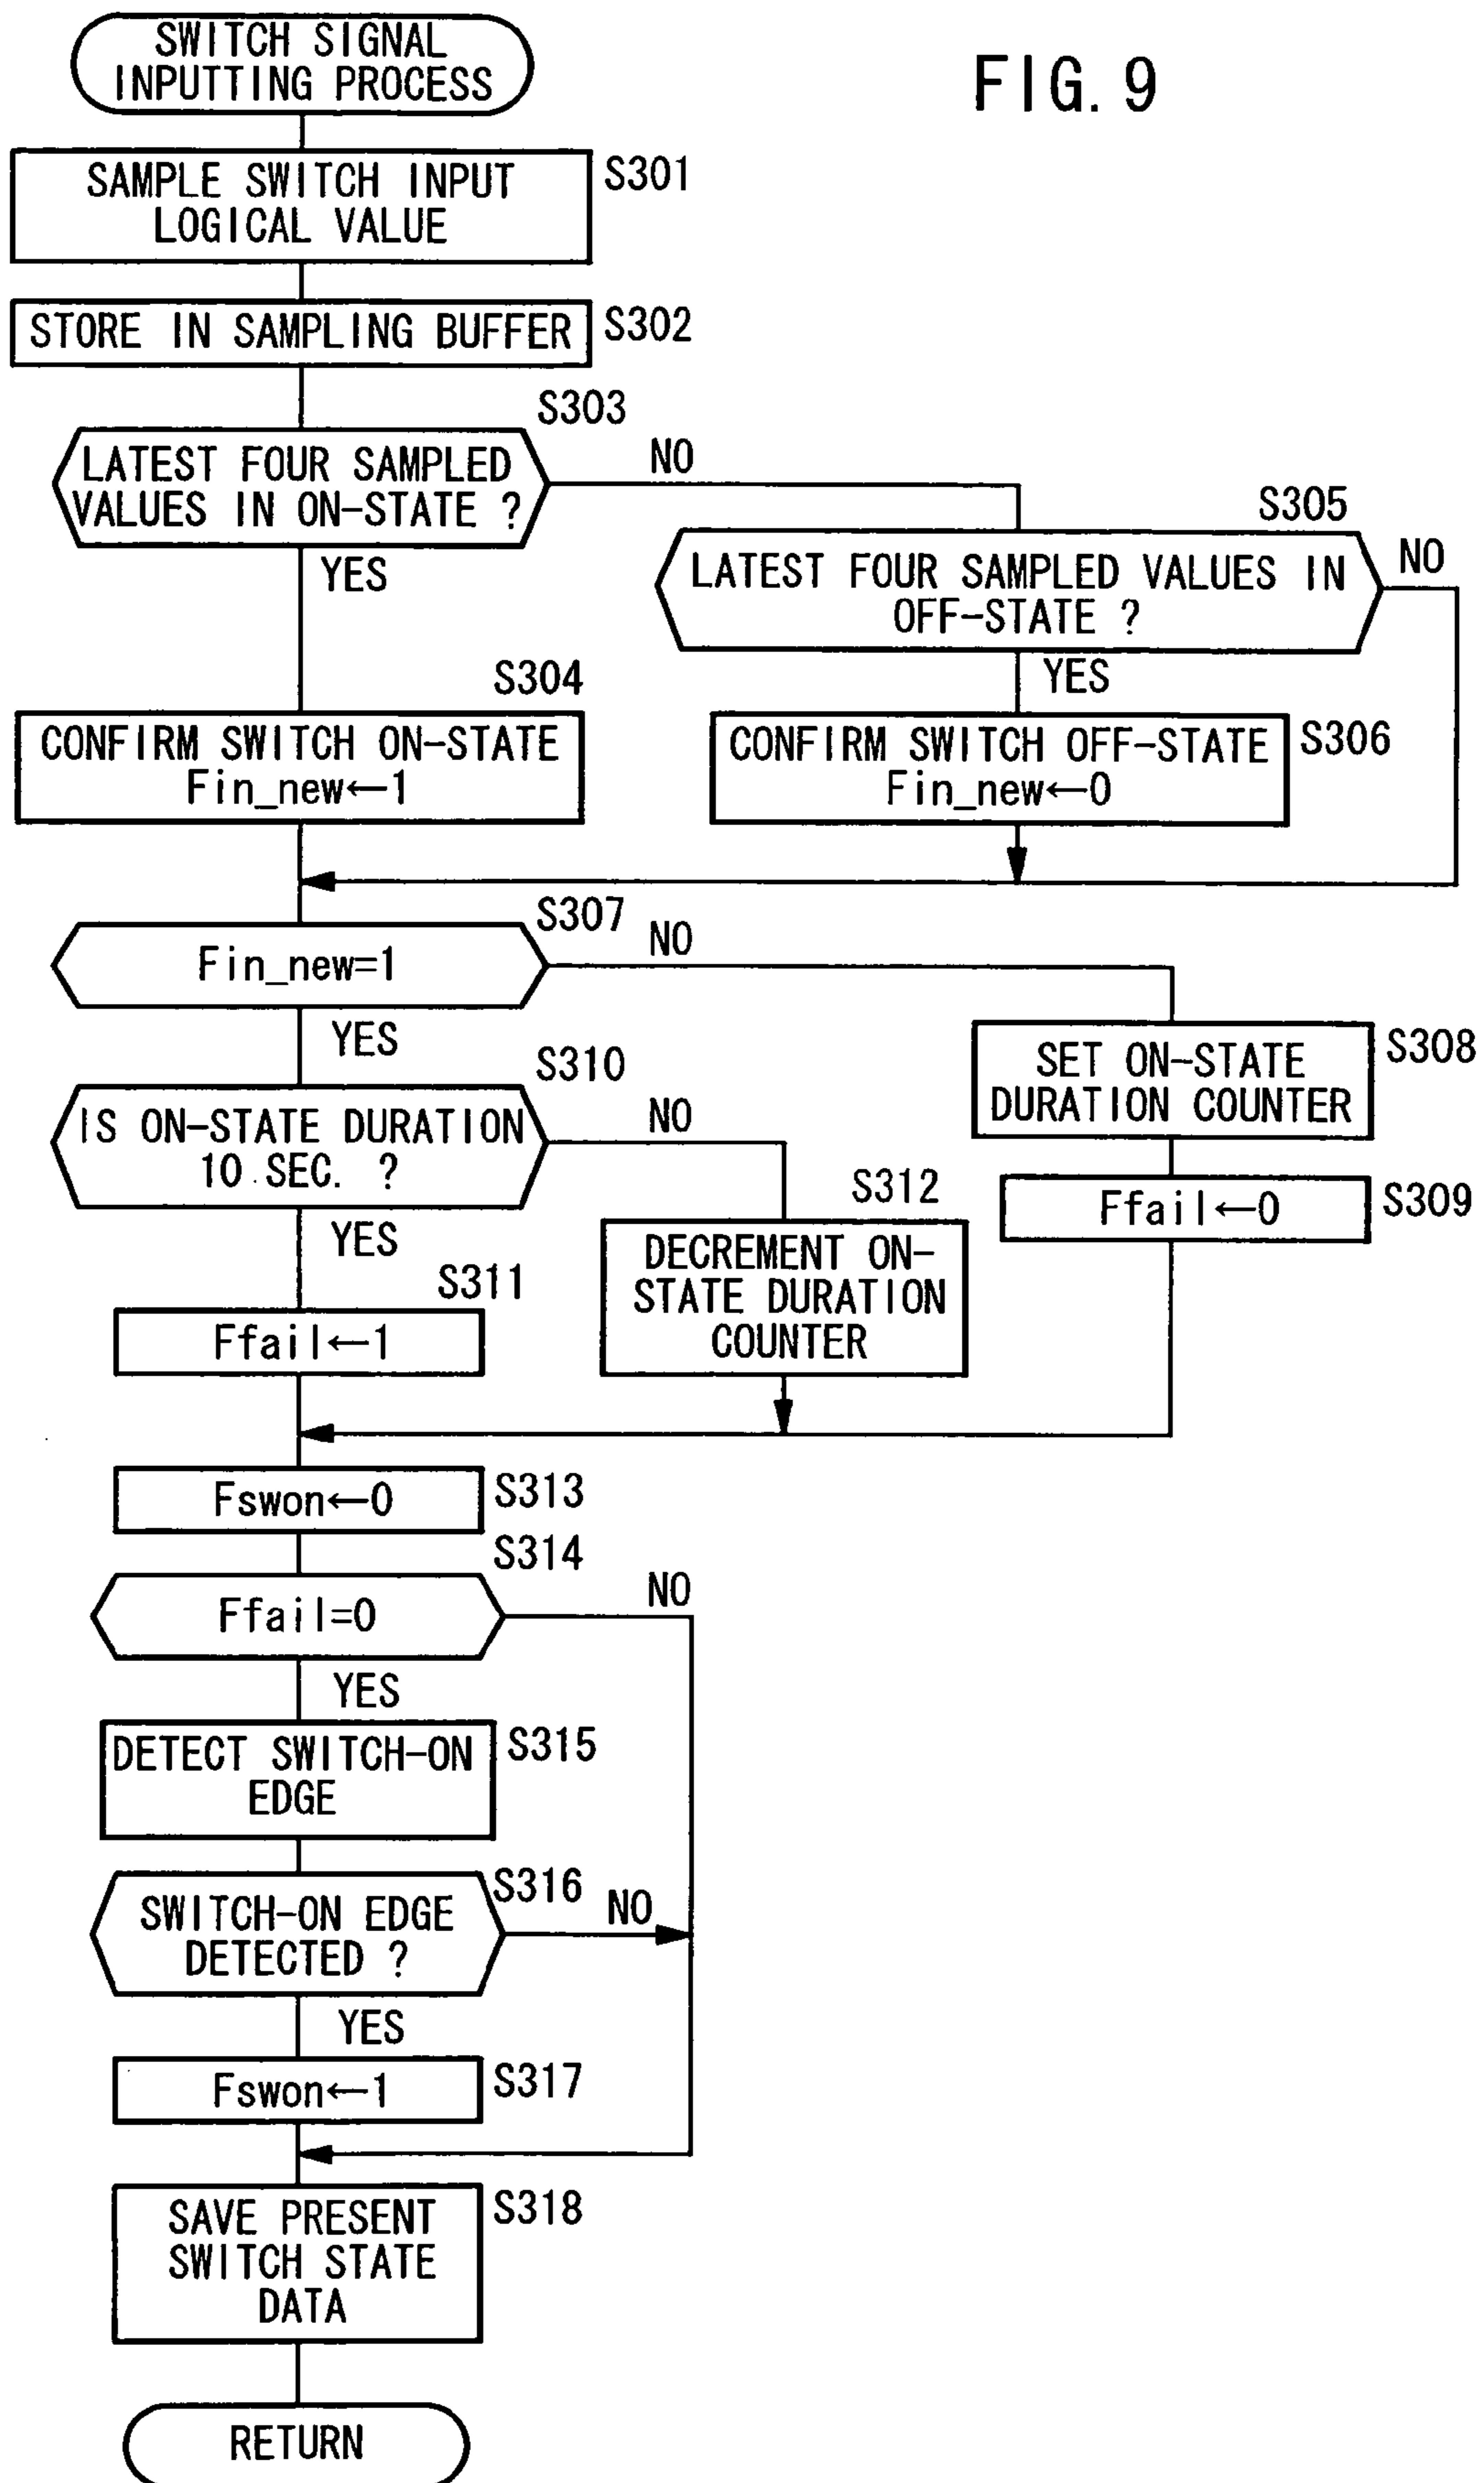 SWITCH SIGNAL
INPUTTING PROCESS
FIG. 9
SAMPLE SWITCH INPUT
LOGICAL VALUE
S301
STORE IN SAMPLING BUFFER
S302
S303
LATEST FOUR SAMPLED
VALUES IN ON-STATE ?
NO
YES
S305
LATEST FOUR SAMPLED VALUES IN
OFF-STATE ?
NO
YES
S304
CONFIRM SWITCH ON-STATE
Fin_new←1
CONFIRM SWITCH OFF-STATE
Fin_new←0
S306
S307
Fin_new=1
NO
YES
SET ON-STATE
DURATION COUNTER
S308
Ffail←0
S309
S310
IS ON-STATE DURATION
10 SEC. ?
NO
YES
S312
DECREMENT ON-
STATE DURATION
COUNTER
S311
Ffail←1
Fswon←0
S313
S314
Ffail=0
NO
YES
DETECT SWITCH-ON
EDGE
S315
S316
SWITCH-ON EDGE
DETECTED ?
NO
YES
Fswon←1
S317
SAVE PRESENT
SWITCH STATE
DATA
S318
RETURN